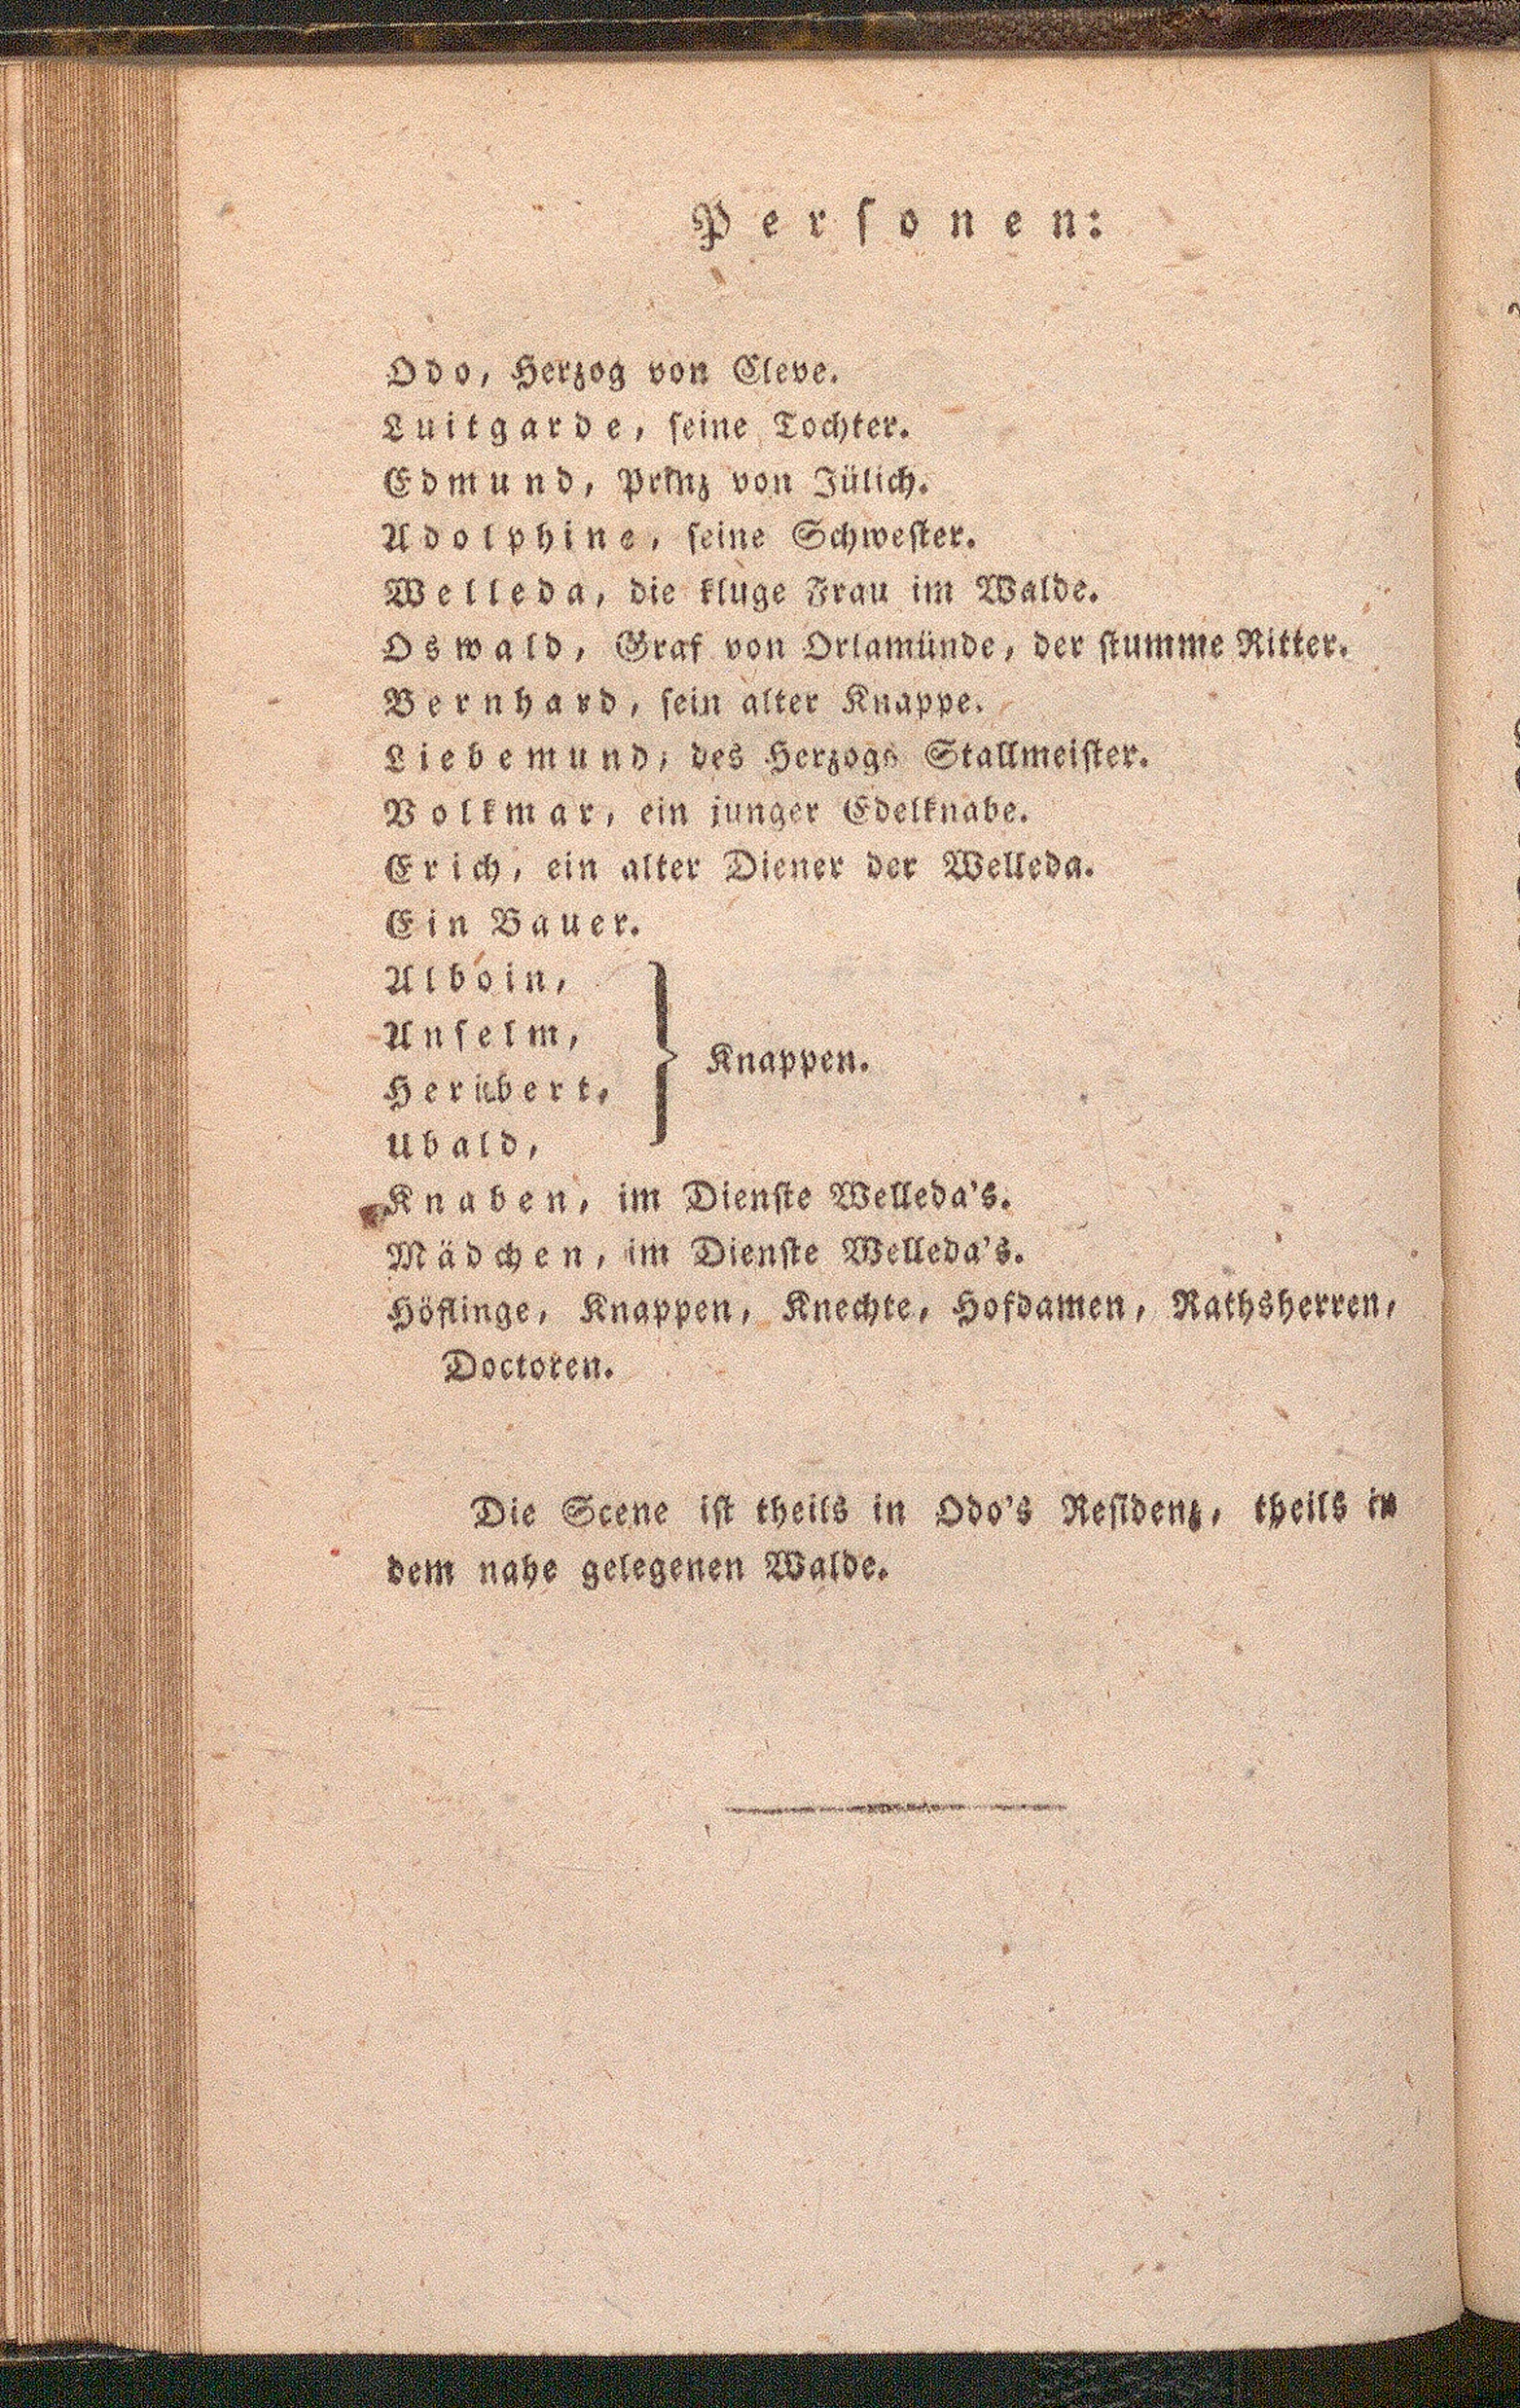 Personen:
Odo, Herzog von Cleve.
Luitgarde, seine Tochter.
Edmund, Prinz von Jülich.
Adolphine, seine Schwester.
Welleda, die kluge Frau im Walde.
Oswald, Graf von Orlamünde, der stumme Ritter.
Bernhard, sein alter Knappe.
Liebemund, des Herzogs Stallmeister.
Volkmar, ein junger Edelknabe.
Erich, ein alter Diener der Welleda.
Ein Bauer.
Alboin,
Anselm,
Knappen.
Ubald,
Knaben, im Dienste Welleda's.
Mädchen, im Dienste Welleda's.
Höflinge, Knappen, Knechte, Hofdamen, Rathsherren,
Doctoren.
Die Scene ist theils in Odo's Residenz, theils in
dem nahe gelegenen Walde.